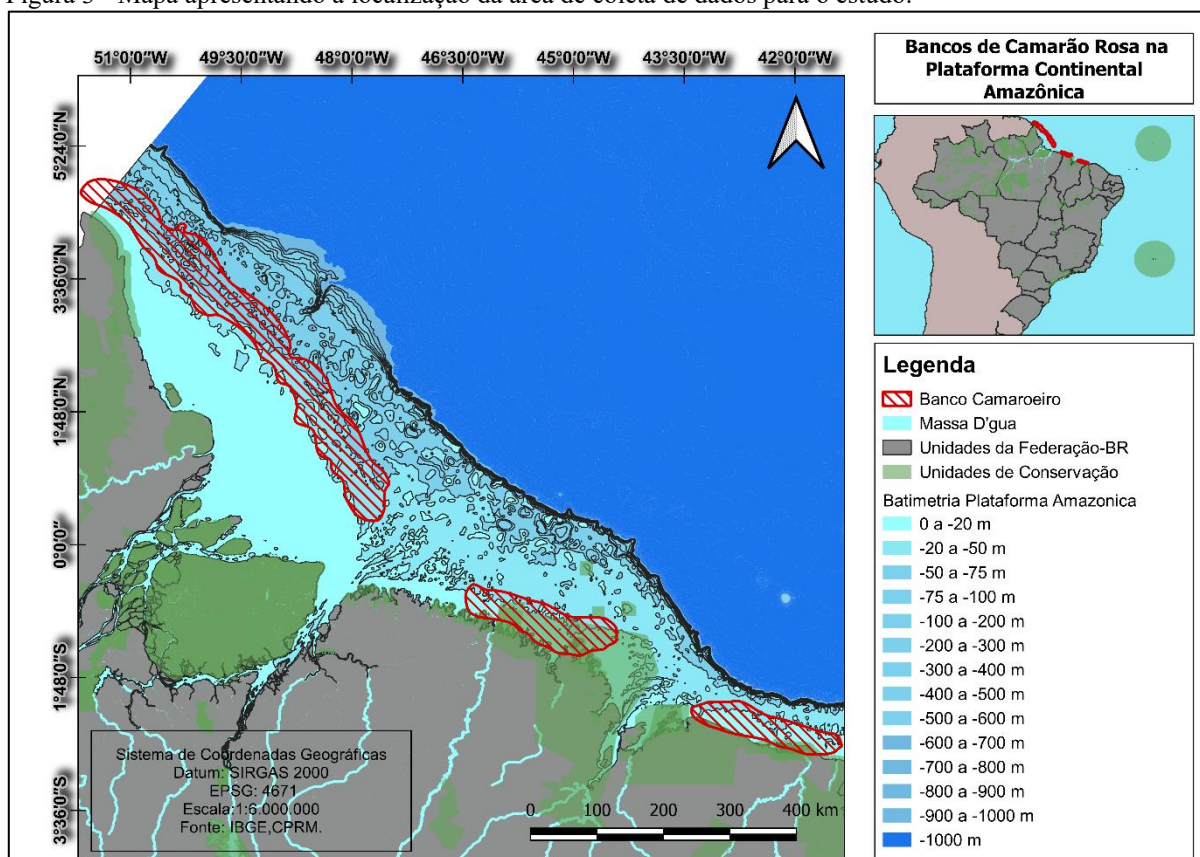 Figura 3 - Mapa apresentando a localização da área de coleta de dados para o estudo.
51°0'0"W 49°30'0"W 48°0'0"W 46°30'0"W 45°0'0"W 43°30'0"W 42°0'0"W
5°24'0"N
3°36'0"N
1°48'0"N
0°0'0"
1°48'0"S
3°36'0"S
Sistema de Coordenadas Geográficas
Datum: SIRGAS 2000
EPSG: 4671
Escala:1:6.000.000
Fonte: IBGE,CPRM.
0 100 200 300 400 km
Bancos de Camarão Rosa na
Plataforma Continental
Amazônica
Legenda
Banco Camaroeiro
Massa D'gua
Unidades da Federação-BR
Unidades de Conservação
Batimetria Plataforma Amazonica
0 a -20 m
-20 a -50 m
-50 a -75 m
-75 a -100 m
-100 a -200 m
-200 a -300 m
-300 a -400 m
-400 a -500 m
-500 a -600 m
-600 a -700 m
-700 a -800 m
-800 a -900 m
-900 a -1000 m
-1000 m